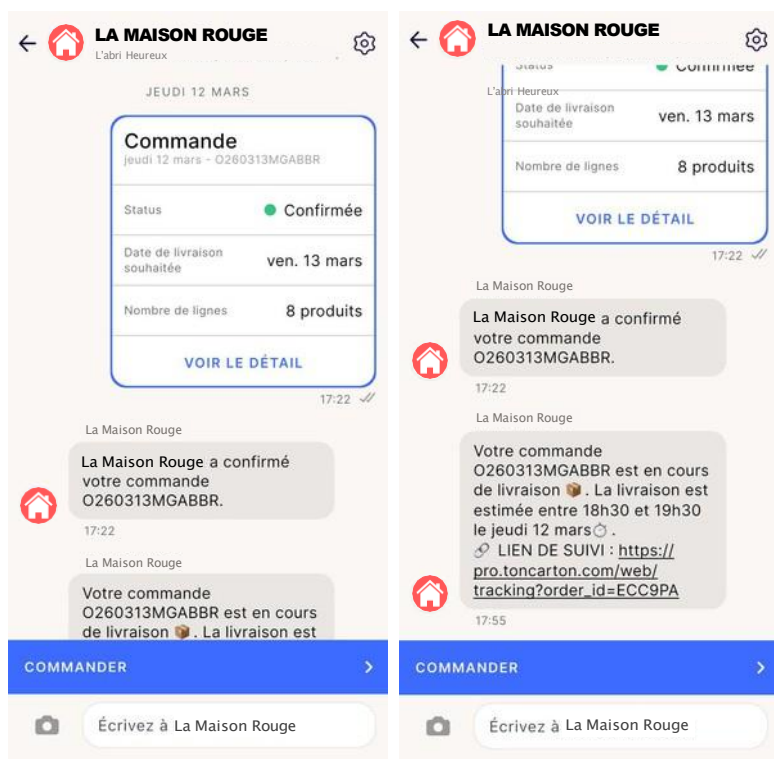 LA MAISON ROUGE
L'abri Heureux
JEUDI 12 MARS
Commande
jeudi 12 mars - O260313MGABBR
Status
Confirmée
Date de livraison
souhaitée
ven. 13 mars
Nombre de lignes
8 produits
VOIR LE DÉTAIL
17:22
La Maison Rouge
La Maison Rouge a confirmé
votre commande
O260313MGABBR.
17:22
La Maison Rouge
Votre commande
O260313MGABBR est en cours
de livraison 📦. La livraison est
COMMANDER
Écrivez à La Maison Rouge
LA MAISON ROUGE
Status
Confirmée
L'abri Heureux
Date de livraison
souhaitée
ven. 13 mars
Nombre de lignes
8 produits
VOIR LE DÉTAIL
17:22
La Maison Rouge
La Maison Rouge a confirmé
votre commande
O260313MGABBR.
17:22
La Maison Rouge
Votre commande
O260313MGABBR est en cours
de livraison 📦. La livraison est
estimée entre 18h30 et 19h30
le jeudi 12 mars⏱.
🔗 LIEN DE SUIVI : https://
pro.toncarton.com/web/
tracking?order_id=ECC9PA
17:55
COMMANDER
Écrivez à La Maison Rouge